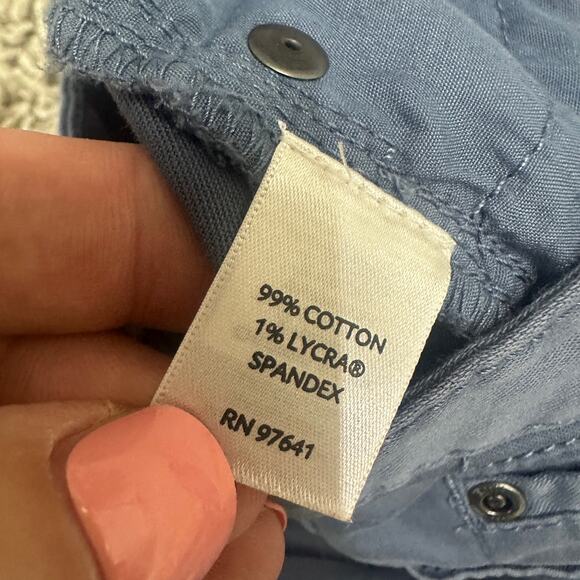 99% COTTON
1% LYCRA®
SPANDEX
RN 97641